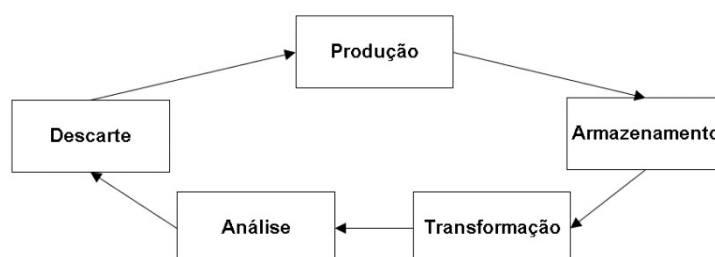 Produção
Armazenamento
Transformação
Análise
Descarte